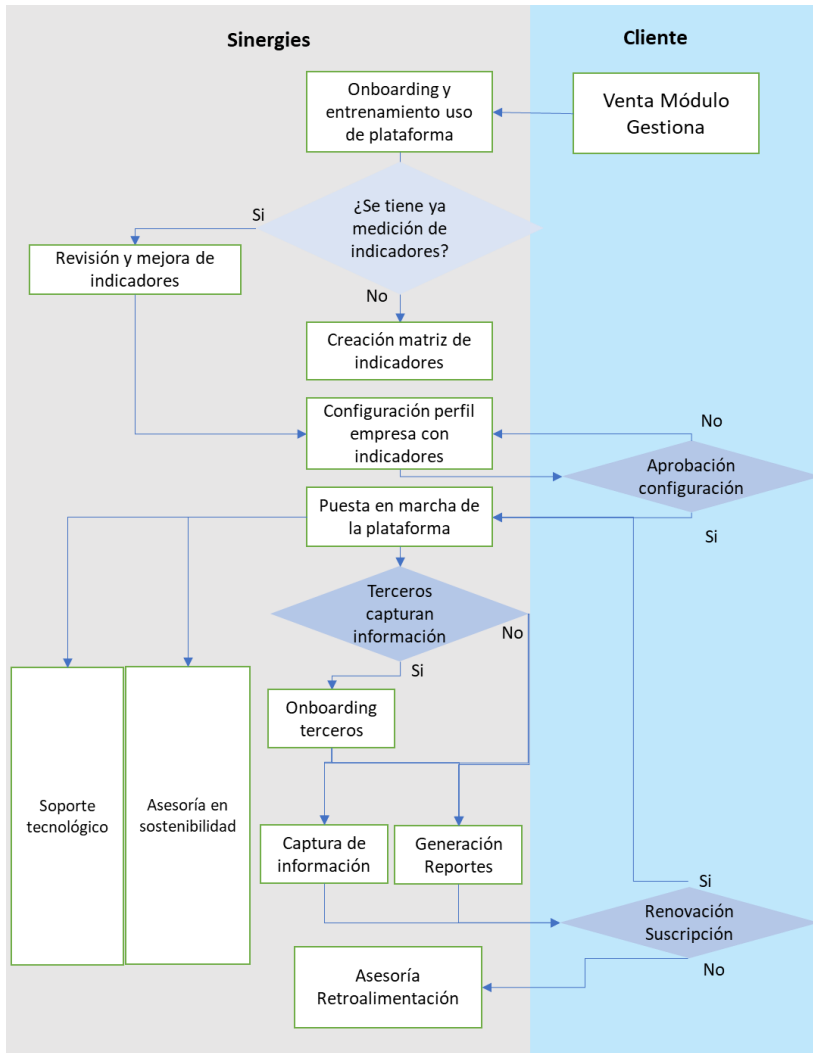 Sinergies
Cliente
Onboarding y
entrenamiento uso
de plataforma
Venta Módulo
Gestiona
¿Se tiene ya
medición de
indicadores?
Si
Revisión y mejora de
indicadores
No
Creación matriz de
indicadores
Configuración perfil
empresa con
indicadores
No
Aprobación
configuración
Si
Puesta en marcha de
la plataforma
Terceros
capturan
información
No
Si
Onboarding
terceros
Soporte
tecnológico
Asesoría en
sostenibilidad
Captura de
información
Generación
Reportes
Si
Renovación
Suscripción
No
Asesoría
Retroalimentación